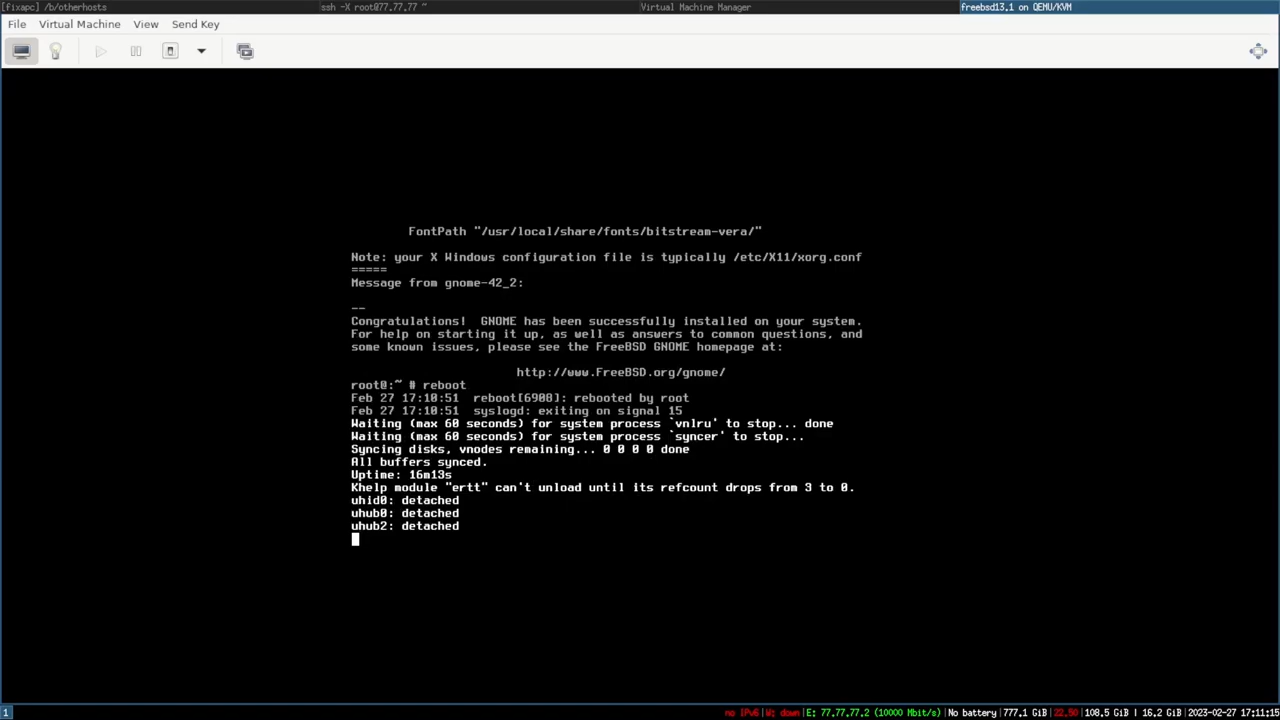 [fixapc] /b/otherhosts
ssh -X root@77.77.77 ~
Virtual Machine Manager
freebsd13.1 on QEMU/KVM
File Virtual Machine View Send Key
FontPath "/usr/local/share/fonts/bitstream-vera/"
Note: your X Windows configuration file is typically /etc/X11/xorg.conf
=====
Message from gnome-42_2:
--
Congratulations!  GNOME has been successfully installed on your system.
For help on starting it up, as well as answers to common questions, and
some known issues, please see the FreeBSD GNOME homepage at:
http://www.FreeBSD.org/gnome/
root@:~ # reboot
Feb 27 17:10:51  reboot[6908]: rebooted by root
Feb 27 17:10:51  syslogd: exiting on signal 15
Waiting (max 60 seconds) for system process `vnlru' to stop... done
Waiting (max 60 seconds) for system process `syncer' to stop...
Syncing disks, vnodes remaining... 0 0 0 0 done
All buffers synced.
Uptime: 16m13s
Khelp module "ertt" can't unload until its refcount drops from 3 to 0.
uhid0: detached
uhub0: detached
uhub2: detached
1
no IPv6|W: down|E: 77.77.77.2 (10000 Mbit/s)|No battery|777.1 GiB|22.50|108.5 GiB | 16.2 GiB|2023-02-27 17:11:15